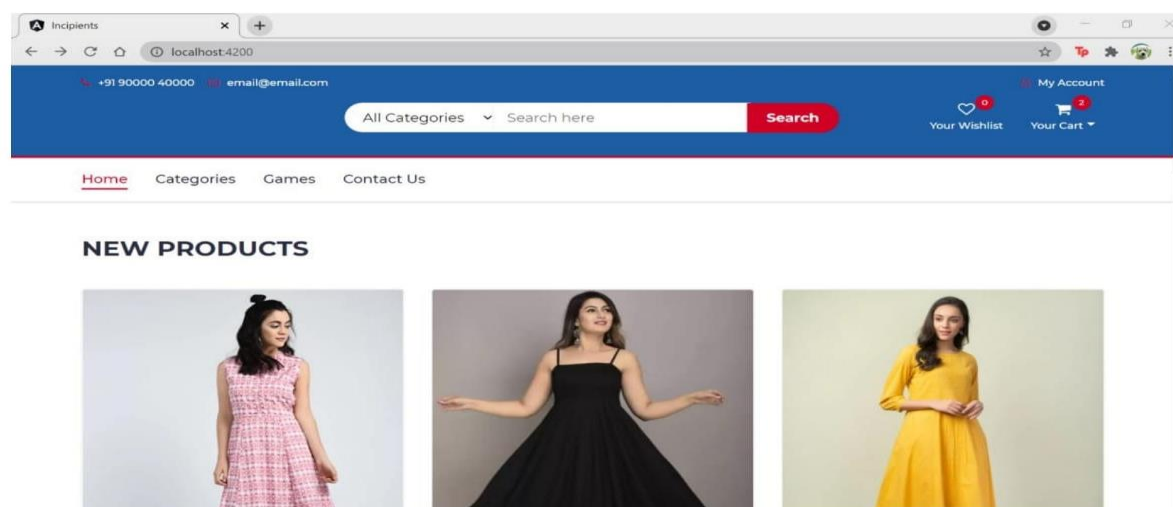 Incipients
localhost:4200
Tp
+91 90000 40000 email@email.com My Account
All Categories Search here Search
0 2
Your Wishlist Your Cart
Home Categories Games Contact Us
NEW PRODUCTS